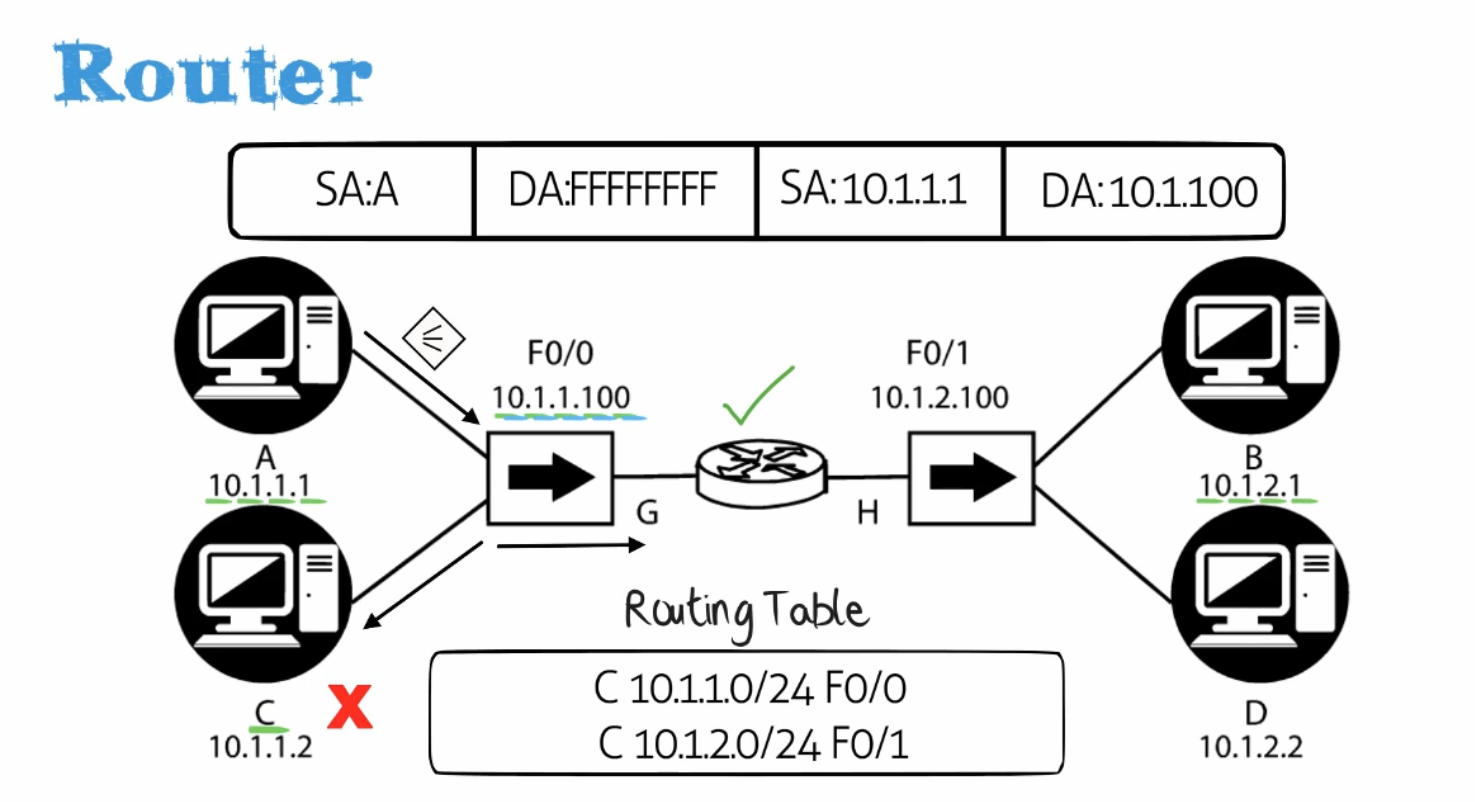 Router
SA:A DA:FFFFFFFF SA:10.1.1.1 DA:10.1.100
F0/0
10.1.1.100
F0/1
10.1.2.100
A
10.1.1.1
B
10.1.2.1
G
H
Routing Table
C 10.1.1.0/24 F0/0
C 10.1.2.0/24 F0/1
C
10.1.1.2
X
D
10.1.2.2